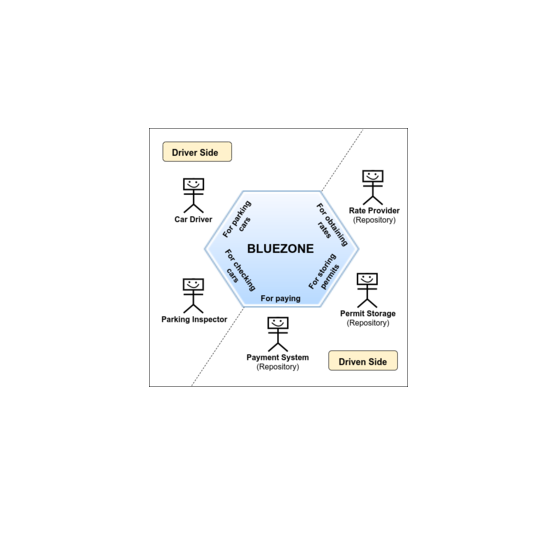 Driver Side
Car Driver
Rate Provider
(Repository)
For parking
cars
For obtaining
rates
BLUEZONE
For checking
cars
For storing
permits
For paying
Parking Inspector
Permit Storage
(Repository)
Payment System
(Repository)
Driven Side